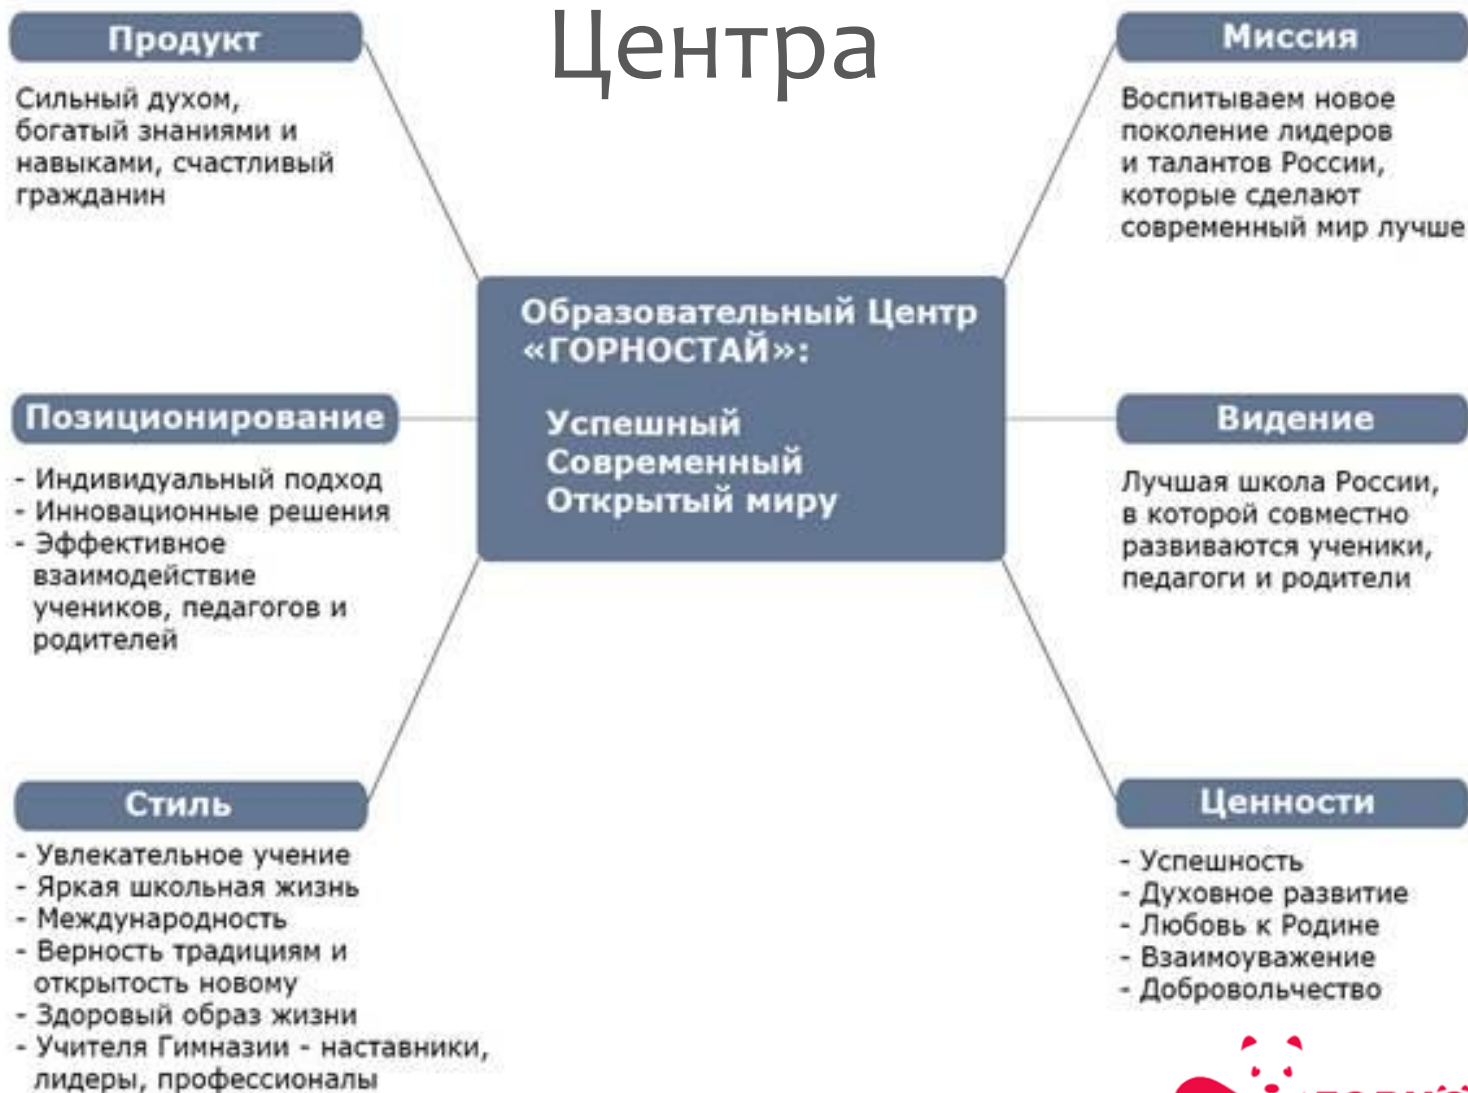 Центра
Продукт
Сильный духом,
богатый знаниями и
навыками, счастливый
гражданин
Миссия
Воспитываем новое
поколение лидеров
и талантов России,
которые сделают
современный мир лучше
Образовательный Центр
«ГОРНОСТАЙ»:
Успешный
Современный
Открытый миру
Позиционирование
- Индивидуальный подход
- Инновационные решения
- Эффективное
взаимодействие
учеников, педагогов и
родителей
Видение
Лучшая школа России,
в которой совместно
развиваются ученики,
педагоги и родители
Стиль
- Увлекательное учение
- Яркая школьная жизнь
- Международность
- Верность традициям и
открытость новому
- Здоровый образ жизни
- Учителя Гимназии - наставники,
лидеры, профессионалы
Ценности
- Успешность
- Духовное развитие
- Любовь к Родине
- Взаимоуважение
- Добровольчество